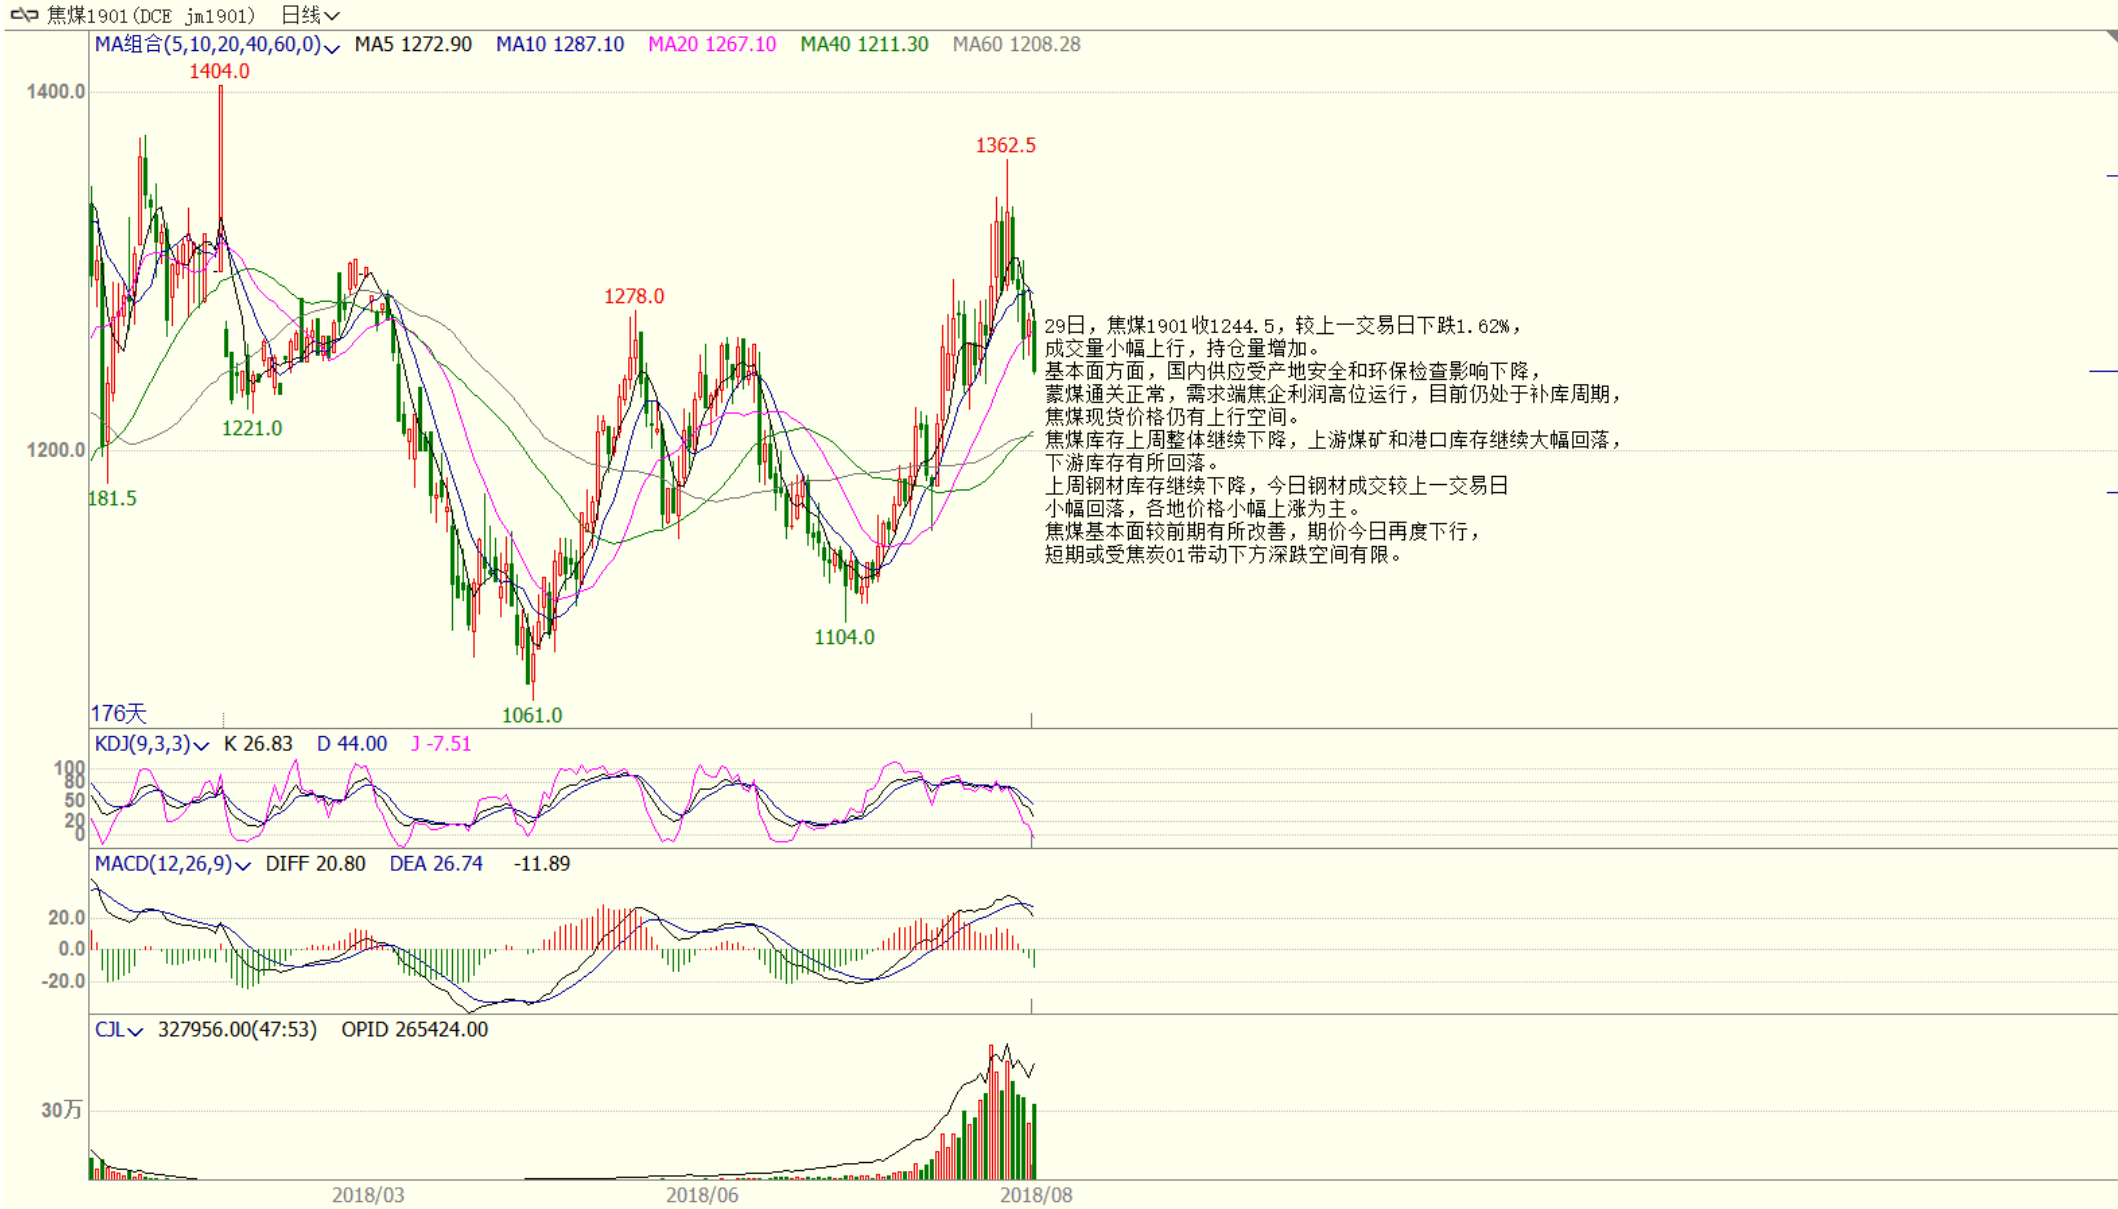 焦煤1901(DCE jm1901) 日线
MA组合(5,10,20,40,60,0) MA5 1272.90 MA10 1287.10 MA20 1267.10 MA40 1211.30 MA60 1208.28
1404.0
1400.0
1362.5
1278.0
29日，焦煤1901收1244.5，较上一交易日下跌1.62%，
成交量小幅上行，持仓量增加。
基本面方面，国内供应受产地安全和环保检查影响下降，
蒙煤通关正常，需求端焦企利润高位运行，目前仍处于补库周期，
焦煤现货价格仍有上行空间。
1221.0
焦煤库存上周整体继续下降，上游煤矿和港口库存继续大幅回落，
1200.0
下游库存有所回落。
上周钢材库存继续下降，今日钢材成交较上一交易日
181.5
小幅回落，各地价格小幅上涨为主。
焦煤基本面较前期有所改善，期价今日再度下行，
短期或受焦炭01带动下方深跌空间有限。
1104.0
1061.0
176天
KDJ(9,3,3) K 26.83 D 44.00 J -7.51
100
80
50
20
0
MACD(12,26,9) DIFF 20.80 DEA 26.74 -11.89
20.0
0.0
-20.0
CJL 327956.00(47:53) OPID 265424.00
30万
2018/03 2018/06 2018/08